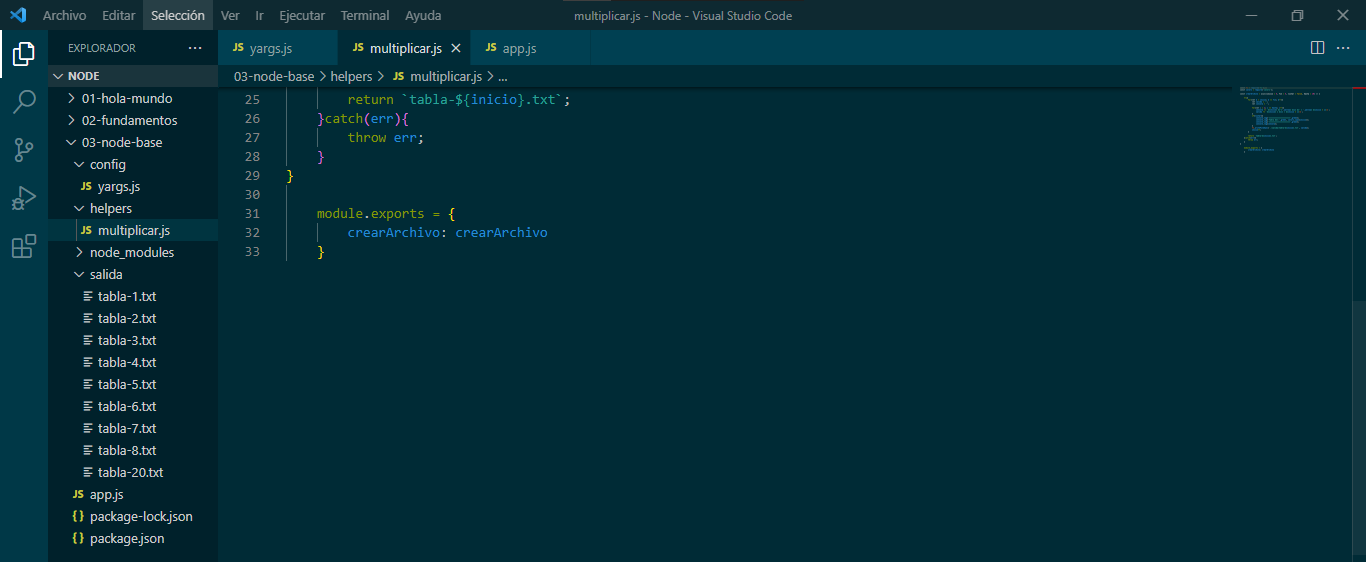 Archivo Editar Selección Ver Ir Ejecutar Terminal Ayuda
multiplicar.js - Node - Visual Studio Code
EXPLORADOR ···
NODE
01-hola-mundo
02-fundamentos
03-node-base
config
JS yargs.js
helpers
JS multiplicar.js
node_modules
salida
tabla-1.txt
tabla-2.txt
tabla-3.txt
tabla-4.txt
tabla-5.txt
tabla-6.txt
tabla-7.txt
tabla-8.txt
tabla-20.txt
JS app.js
{} package-lock.json
{} package.json
JS yargs.js JS multiplicar.js JS app.js
03-node-base > helpers > JS multiplicar.js > ...
25 return `tabla-${inicio}.txt`;
26 }catch(err){
27 throw err;
28 }
29 }
30
31 module.exports = {
32 crearArchivo: crearArchivo
33 }